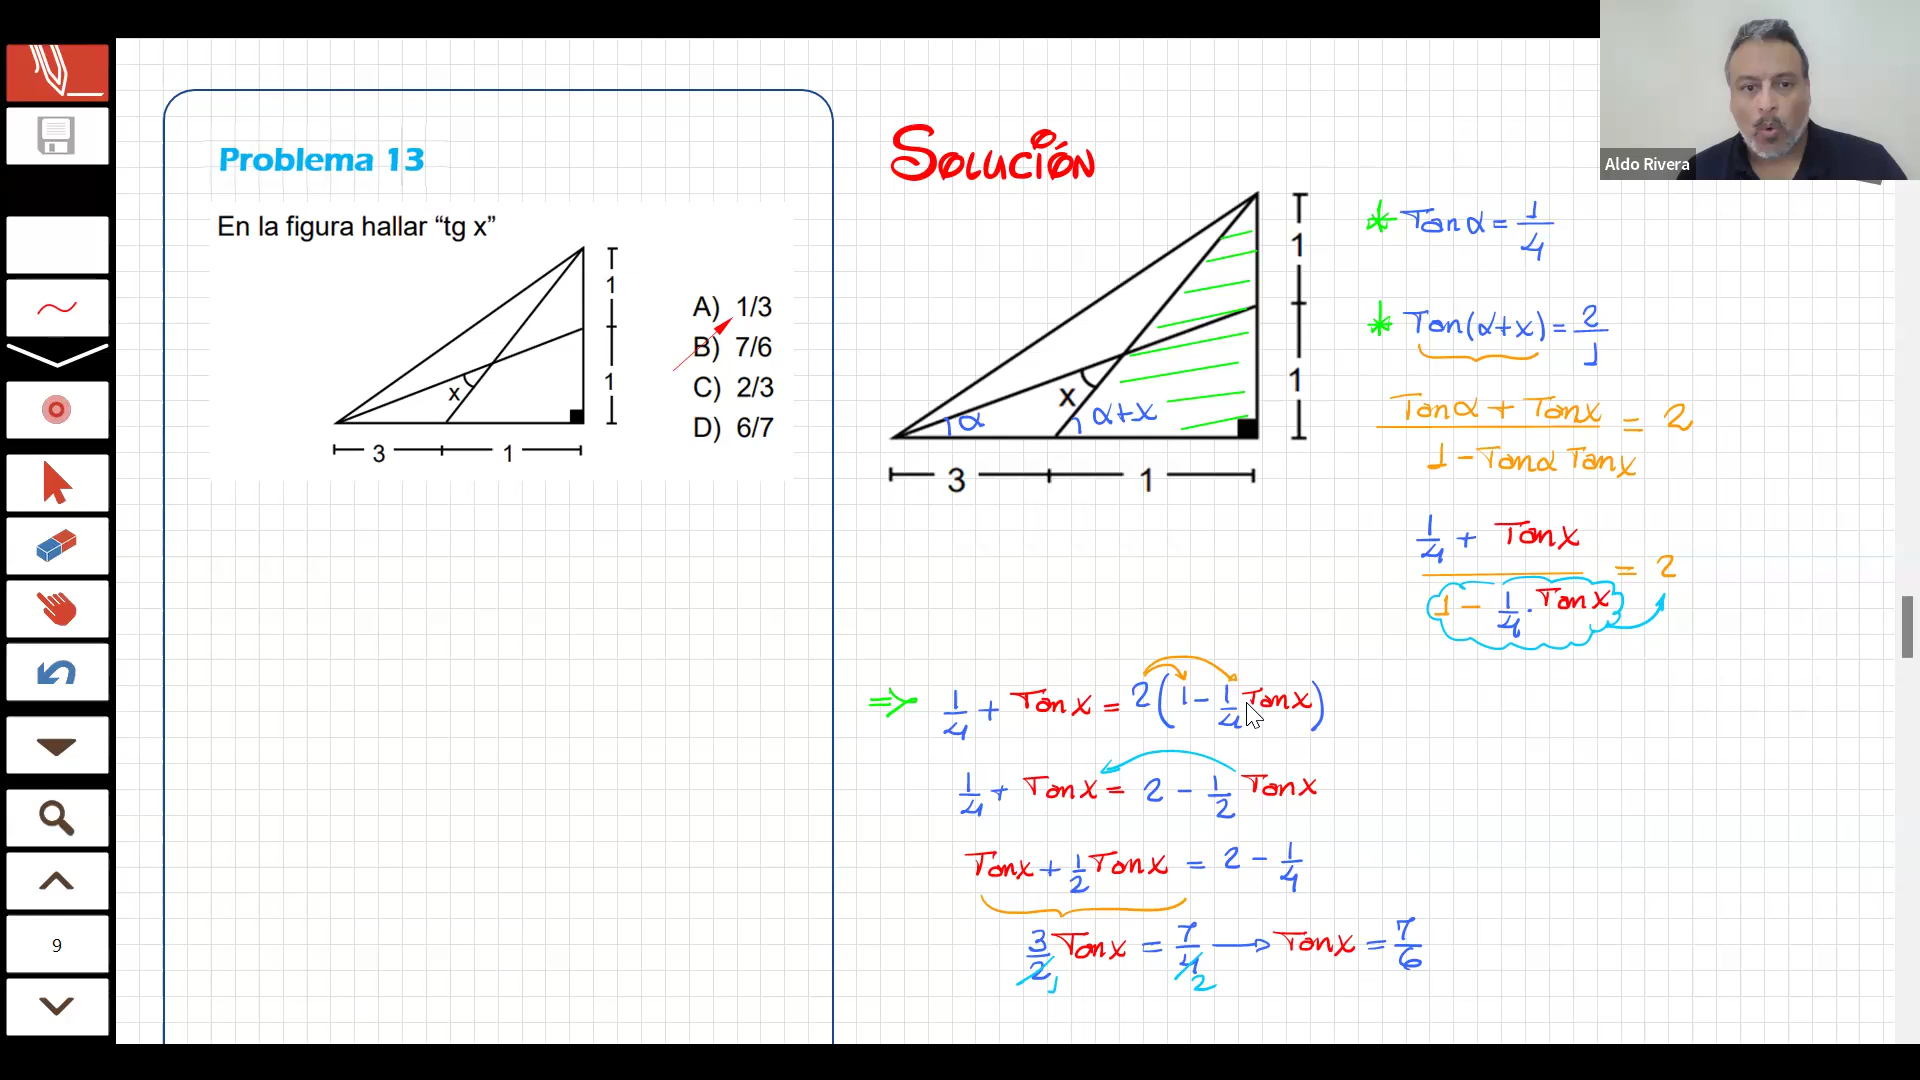 Problema 13
En la figura hallar “tg x”
1
1
x
3 1
A) 1/3
B) 7/6
C) 2/3
D) 6/7
Solución
1
1
x
α
α+x
3 1
Tanα = 1/4
Tan(α+x) = 2/1
(Tanα + Tanx)/(1 - Tanα Tanx) = 2
(1/4 + Tanx)/(1 - 1/4 . Tanx) = 2
⇒ 1/4 + Tanx = 2(1 - 1/4 Tanx)
1/4 + Tanx = 2 - 1/2 Tanx
Tanx + 1/2 Tanx = 2 - 1/4
3/2 Tanx = 7/4 → Tanx = 7/6
1 2
Aldo Rivera
9